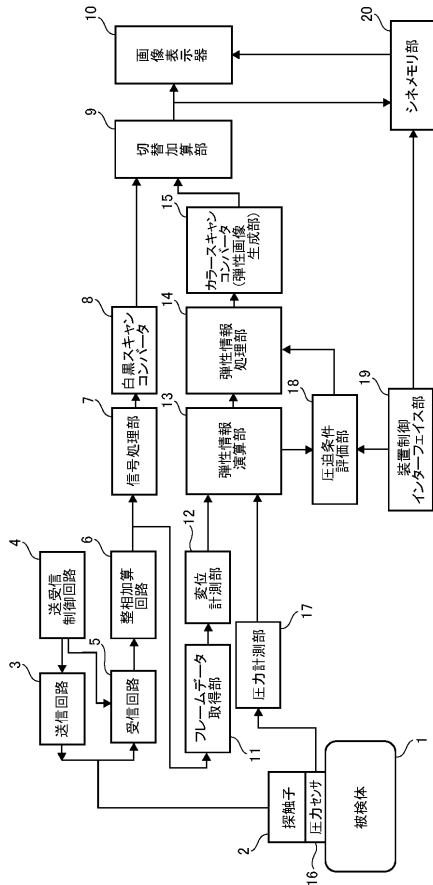 1
被検体
2
探触子
16
圧力センサ
3
送信回路
4
送受信
制御回路
5
受信回路
6
整相加算
回路
7
信号処理部
8
白黒スキャン
コンバータ
9
切替加算部
10
画像表示器
11
フレームデータ
取得部
12
変位
計測部
13
弾性情報
演算部
14
弾性情報
処理部
15
カラースキャン
コンバータ
(弾性画像
生成部)
17
圧力計測部
18
圧迫条件
評価部
19
装置制御
インターフェイス部
20
シネメモリ部